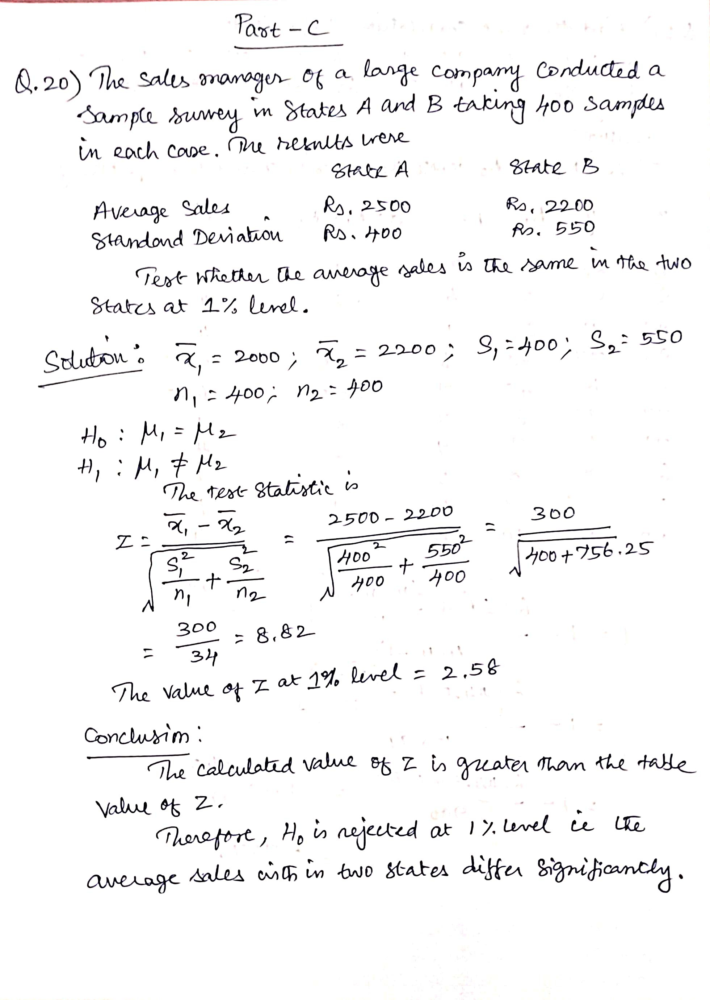 Part - C
Q.20) The sales manager of a large company conducted a
sample survey in States A and B taking 400 samples
in each case. The results were
State A State B
Average Sales Rs. 2500 Rs. 2200
Standard Deviation Rs. 400 Rs. 550
Test whether the average sales is the same in the two
States at 1% level.
Solution: x̄₁ = 2000; x̄₂ = 2200; S₁ = 400; S₂ = 550
n₁ = 400; n₂ = 400
H₀ : μ₁ = μ₂
H₁ : μ₁ ≠ μ₂
The test statistic is
Z = (x̄₁ - x̄₂) / √(S₁²/n₁ + S₂²/n₂) = (2500 - 2200) / √(400²/400 + 550²/400) = 300 / √(400 + 756.25)
= 300/34 = 8.82
The value of Z at 1% level = 2.58
Conclusion:
The calculated value of Z is greater than the table
value of Z.
Therefore, H₀ is rejected at 1% level ie the
average sales in two states differ significantly.